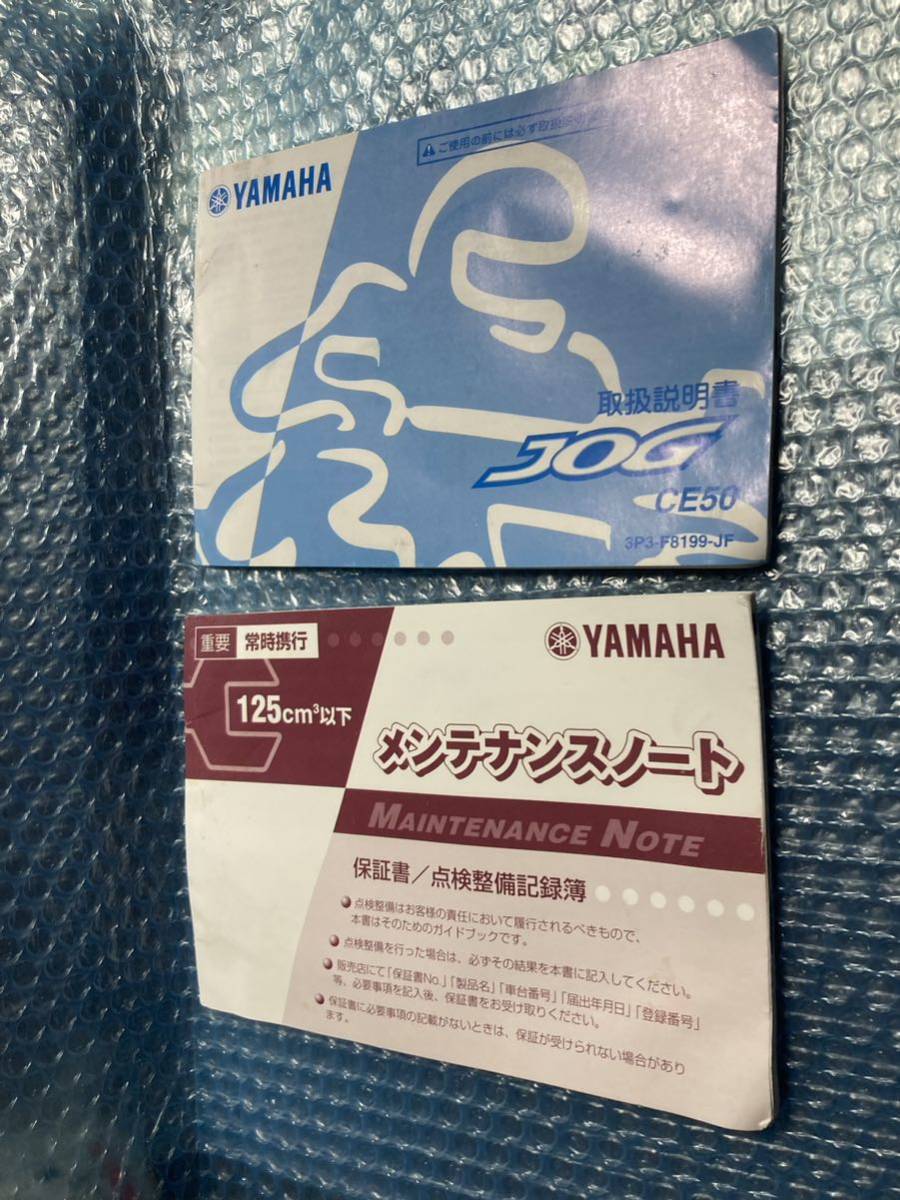 YAMAHA
ご使用の前には必ず取扱
取扱説明書
JOG
CE50
3P3-F8199-JF
重要 常時携行
YAMAHA
125cm³以下
メンテナンスノート
MAINTENANCE NOTE
保証書/点検整備記録簿
点検整備はお客様の責任において履行されるべきもので、
本書はそのためのガイドブックです。
点検整備を行った場合は、必ずその結果を本書に記入してください。
販売店にて「保証書No.」「製品名」「車台番号」「届出年月日」「登録番号」
等、必要事項を記入後、保証書をお受け取りください。
保証書に必要事項の記載がないときは、保証が受けられない場合があり
ます。